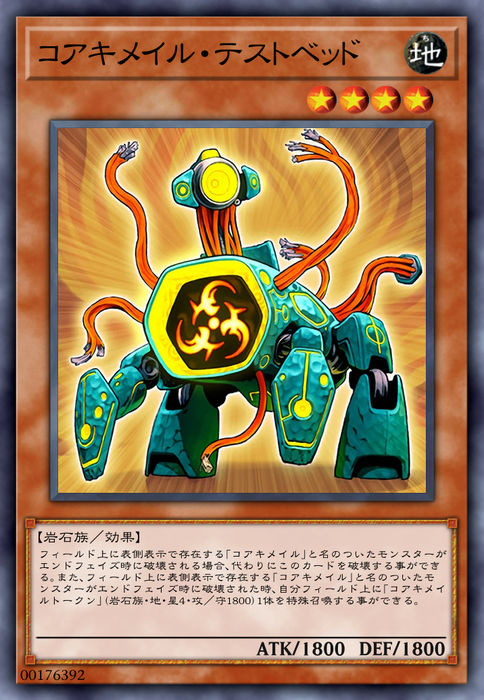 コアキメイル・テストベッド
ち
地
【岩石族／効果】
フィールド上に表側表示で存在する「コアキメイル」と名のついたモンスターが
エンドフェイズ時に破壊される場合、代わりにこのカードを破壊する事ができ
る。また、フィールド上に表側表示で存在する「コアキメイル」と名のついたモ
ンスターがエンドフェイズ時に破壊された時、自分フィールド上に「コアキメイ
ルトークン」(岩石族・地・星4・攻／守1800)1体を特殊召喚する事ができる。
ATK/1800 DEF/1800
00176392